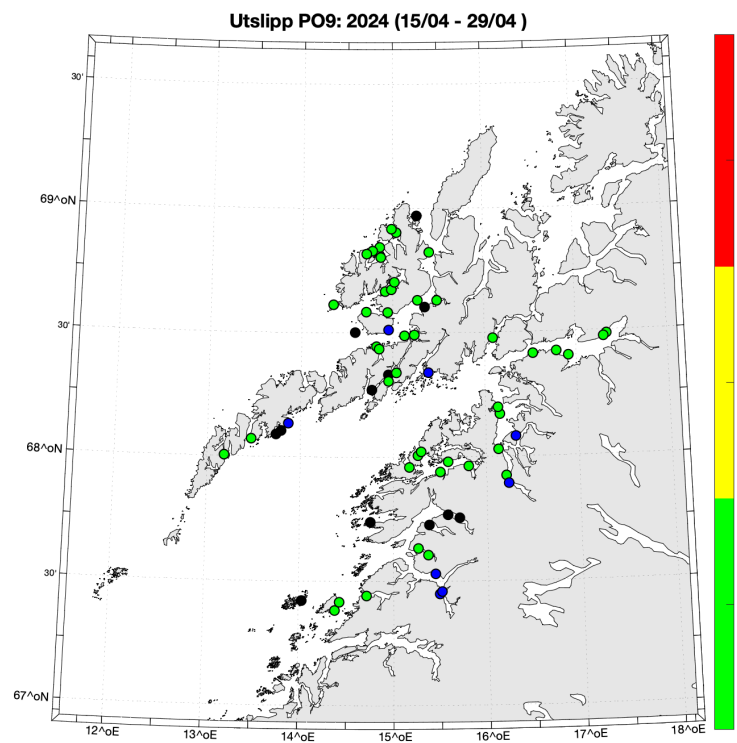 Utslipp PO9: 2024 (15/04 - 29/04 )
30'
69^oN
30'
68^oN
30'
67^oN
12^oE 13^oE 14^oE 15^oE 16^oE 17^oE 18^oE